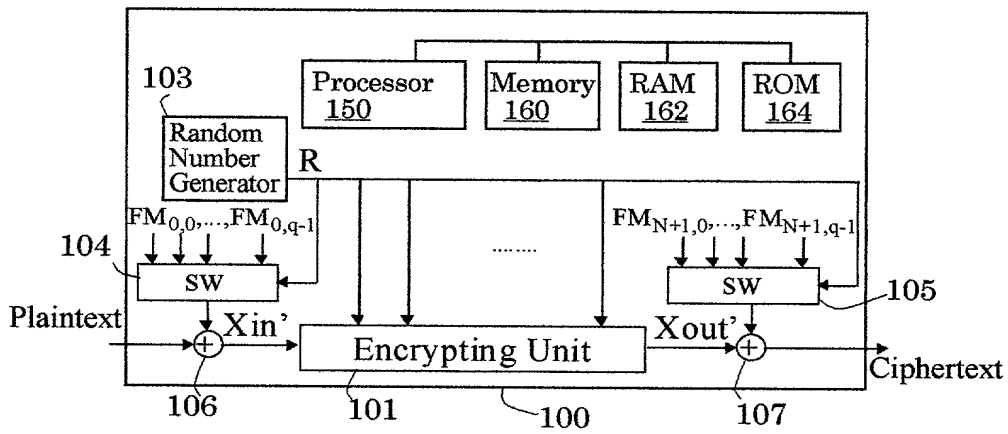 103
Processor
150
Memory
160
RAM
162
ROM
164
Random
Number
Generator
R
FM0,0,...,FM0,q-1
FMN+1,0,...,FMN+1,q-1
........
104
SW
SW
105
Plaintext
Xin’
Encrypting Unit
Xout’
Ciphertext
+
+
106
101
100
107